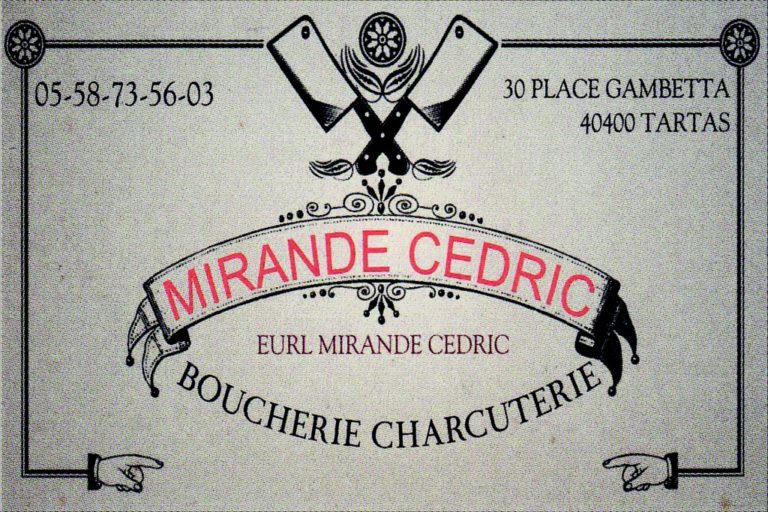 05-58-73-56-03
30 PLACE GAMBETTA
40400 TARTAS
MIRANDE CEDRIC
EURL MIRANDE CEDRIC
BOUCHERIE CHARCUTERIE